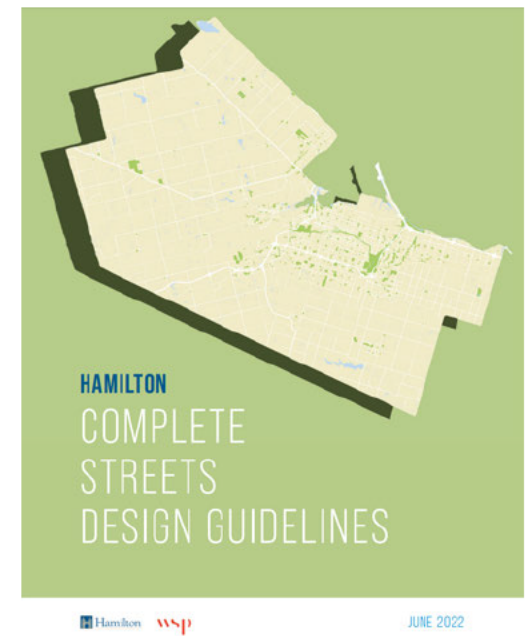 HAMILTON
COMPLETE
STREETS
DESIGN GUIDELINES
Hamilton
wsp
JUNE 2022